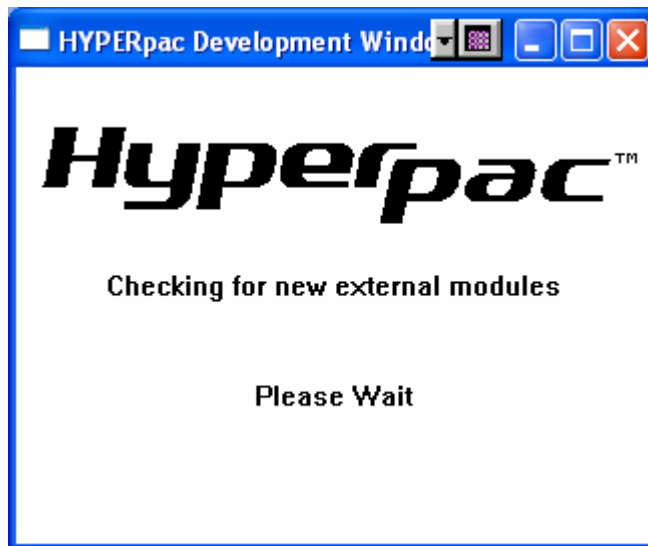 HYPERpac Development Windo
Hyperpac™
Checking for new external modules
Please Wait